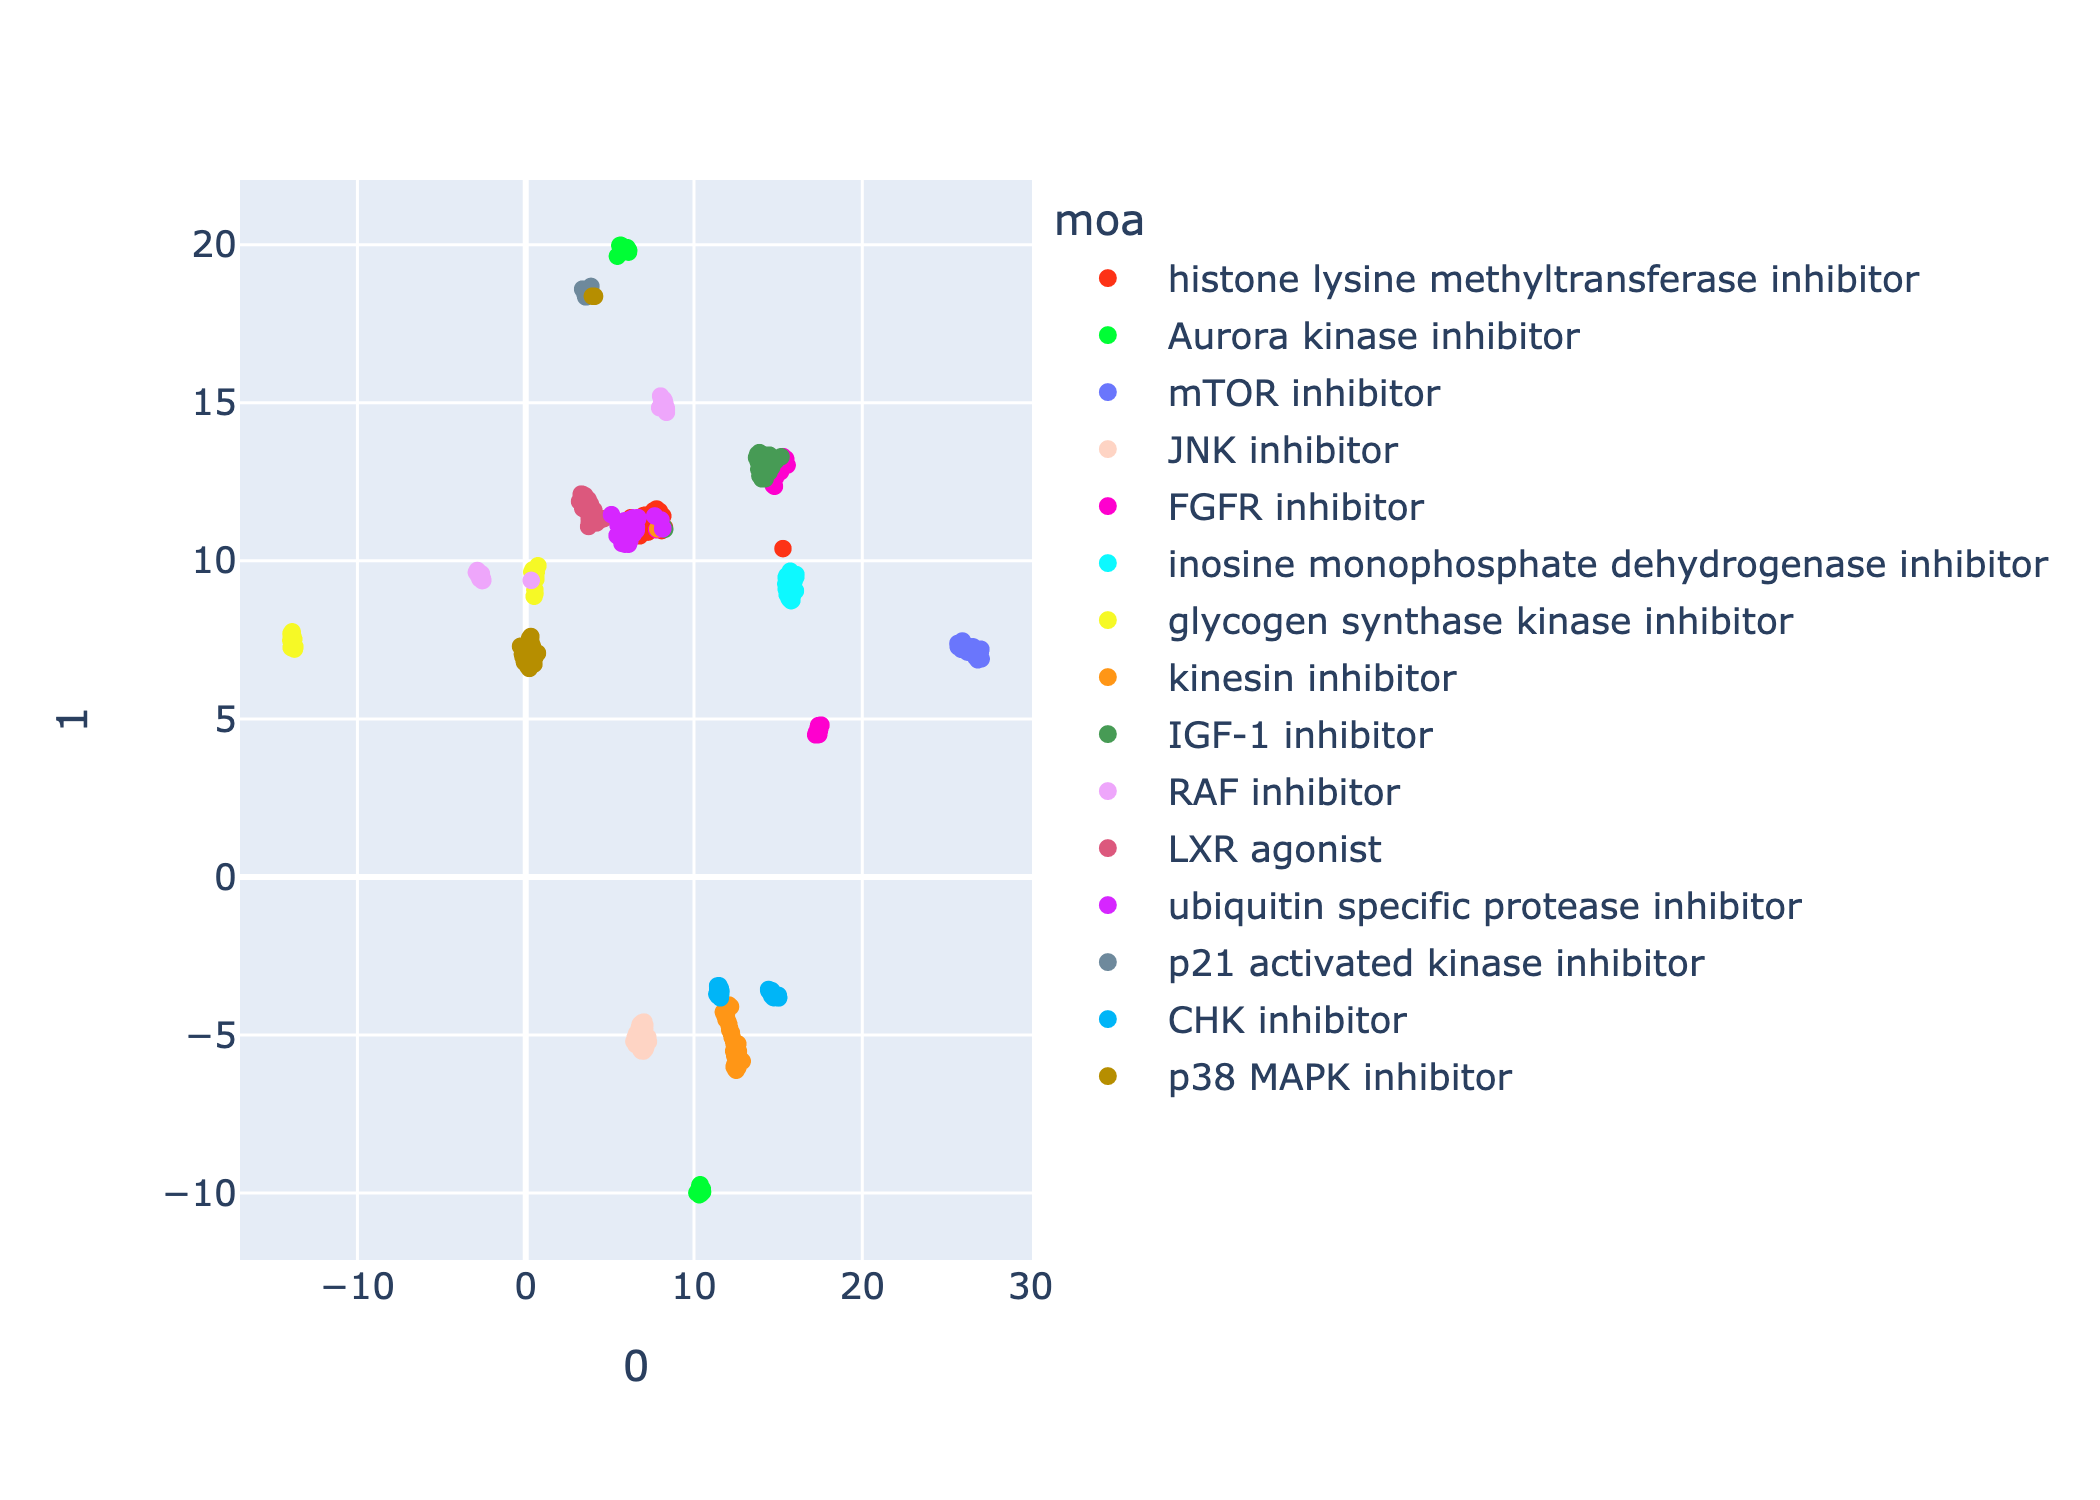 moa
histone lysine methyltransferase inhibitor
Aurora kinase inhibitor
mTOR inhibitor
JNK inhibitor
FGFR inhibitor
inosine monophosphate dehydrogenase inhibitor
glycogen synthase kinase inhibitor
kinesin inhibitor
IGF-1 inhibitor
RAF inhibitor
LXR agonist
ubiquitin specific protease inhibitor
p21 activated kinase inhibitor
CHK inhibitor
p38 MAPK inhibitor
20
15
10
5
0
−5
−10
1
−10 0 10 20 30
0